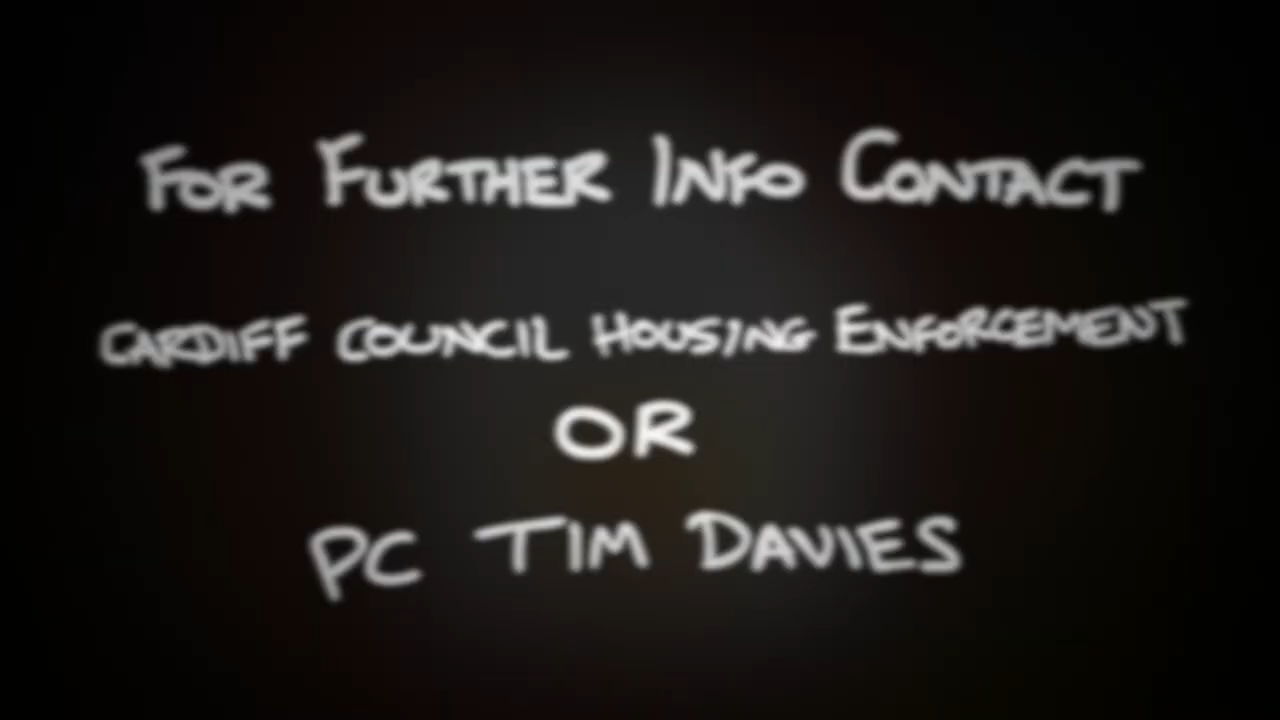 FOR FURTHER INFO CONTACT
CARDIFF COUNCIL HOUSING ENFORCEMENT
OR
PC TIM DAVIES